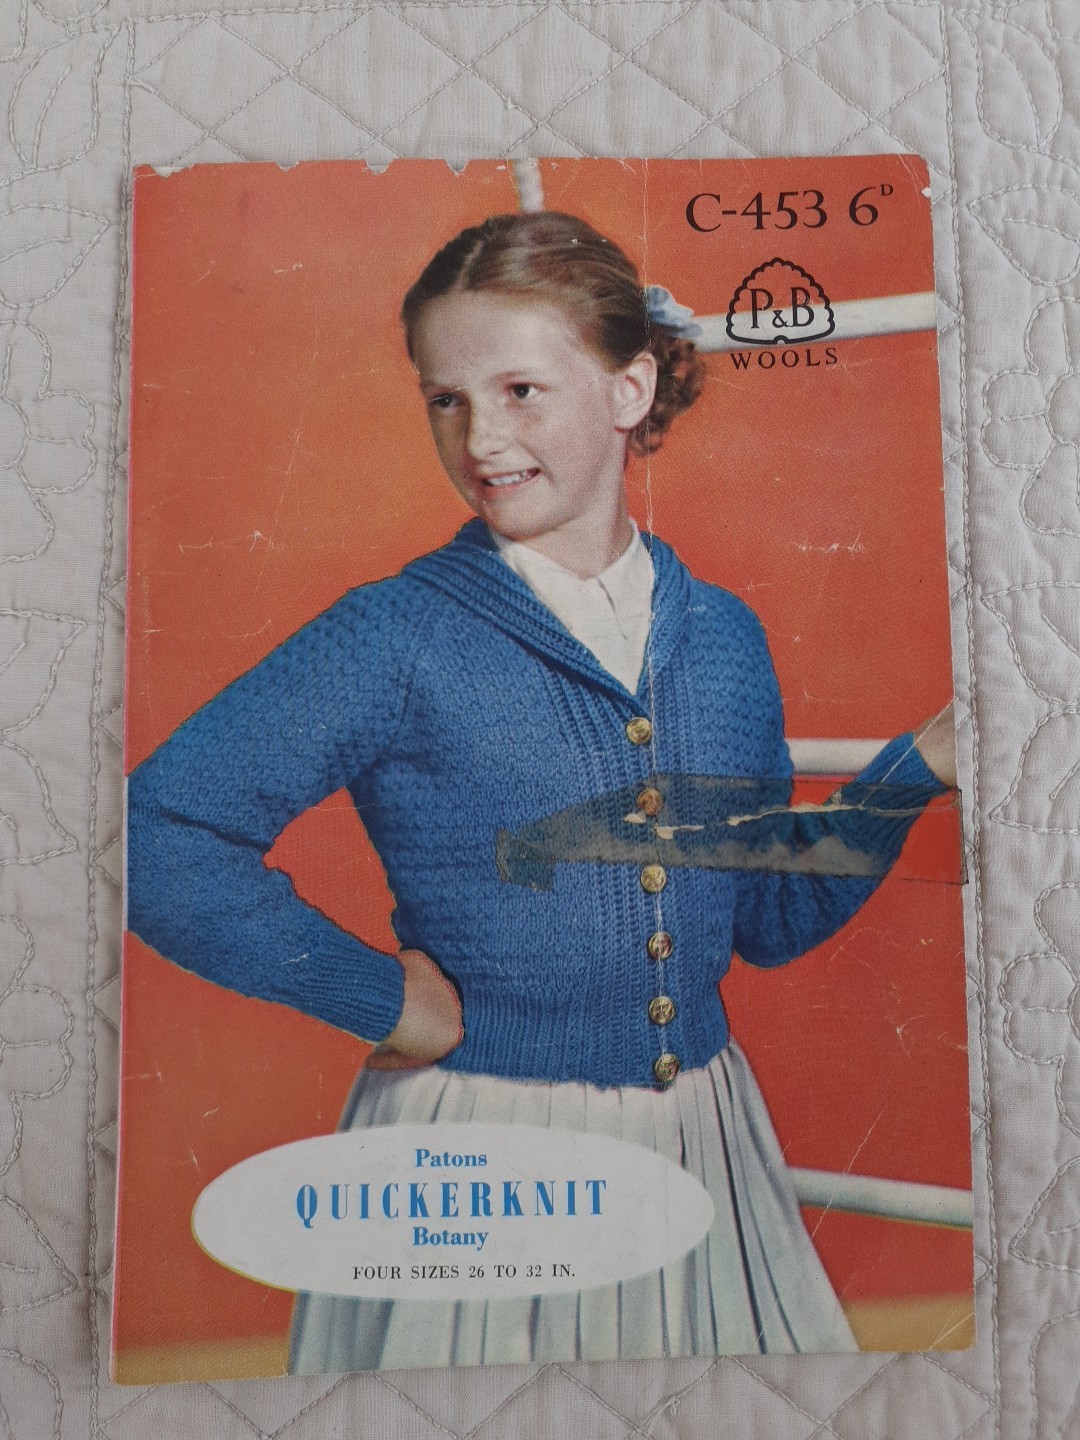 C-453 6D
P&B
WOOLS
Patons
QUICKERKNIT
Botany
FOUR SIZES 26 TO 32 IN.